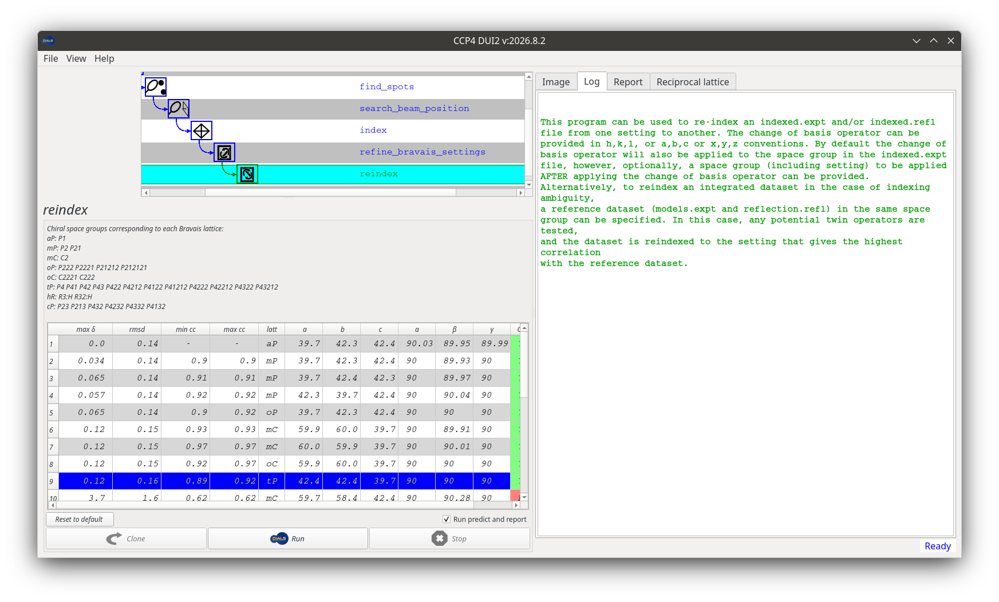 CCP4 DUI2 v:2026.8.2
File View Help
find_spots
search_beam_position
index
refine_bravais_settings
reindex
reindex
Chiral space groups corresponding to each Bravais lattice:
aP: P1
mP: P2 P21
mC: C2
oP: P222 P2221 P21212 P212121
oC: C2221 C222
tP: P4 P41 P42 P43 P422 P4212 P4122 P41212 P4222 P42212 P4322 P43212
hR: R3:H R32:H
cP: P23 P213 P432 P4232 P4332 P4132
max δ rmsd min cc max cc latt a b c α β γ
1 0.0 0.14 - - aP 39.7 42.3 42.4 90.03 89.95 89.99
2 0.034 0.14 0.9 0.9 mP 39.7 42.3 42.4 90 89.93 90
3 0.065 0.14 0.91 0.91 mP 39.7 42.4 42.3 90 89.97 90
4 0.057 0.14 0.92 0.92 mP 42.3 39.7 42.4 90 90.04 90
5 0.065 0.14 0.9 0.92 oP 39.7 42.3 42.4 90 90 90
6 0.12 0.15 0.93 0.93 mC 59.9 60.0 39.7 90 89.91 90
7 0.12 0.15 0.97 0.97 mC 60.0 59.9 39.7 90 90.01 90
8 0.12 0.15 0.92 0.97 oC 59.9 60.0 39.7 90 90 90
9 0.12 0.16 0.89 0.92 tP 42.4 42.4 39.7 90 90 90
10 3.7 1.6 0.62 0.62 mC 59.7 58.4 42.4 90 90.28 90
Reset to default
Run predict and report
Clone
DIALS Run
Stop
Image Log Report Reciprocal lattice
This program can be used to re-index an indexed.expt and/or indexed.refl
file from one setting to another. The change of basis operator can be
provided in h,k,l, or a,b,c or x,y,z conventions. By default the change of
basis operator will also be applied to the space group in the indexed.expt
file, however, optionally, a space group (including setting) to be applied
AFTER applying the change of basis operator can be provided.
Alternatively, to reindex an integrated dataset in the case of indexing
ambiguity,
a reference dataset (models.expt and reflection.refl) in the same space
group can be specified. In this case, any potential twin operators are
tested,
and the dataset is reindexed to the setting that gives the highest
correlation
with the reference dataset.
Ready